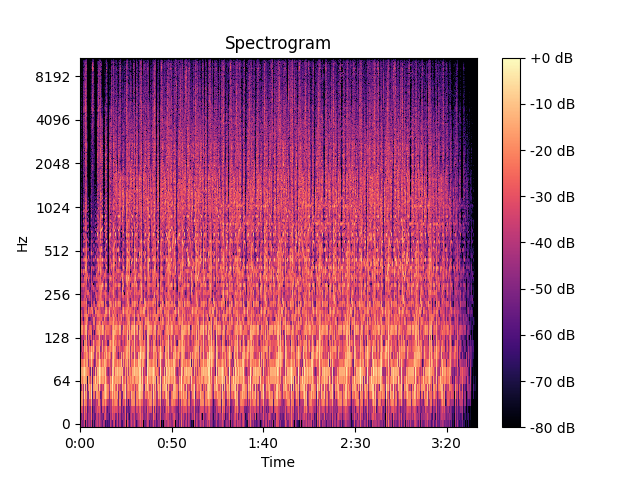 Spectrogram
8192
4096
2048
1024
512
256
128
64
0
Hz
0:00 0:50 1:40 2:30 3:20
Time
+0 dB
-10 dB
-20 dB
-30 dB
-40 dB
-50 dB
-60 dB
-70 dB
-80 dB